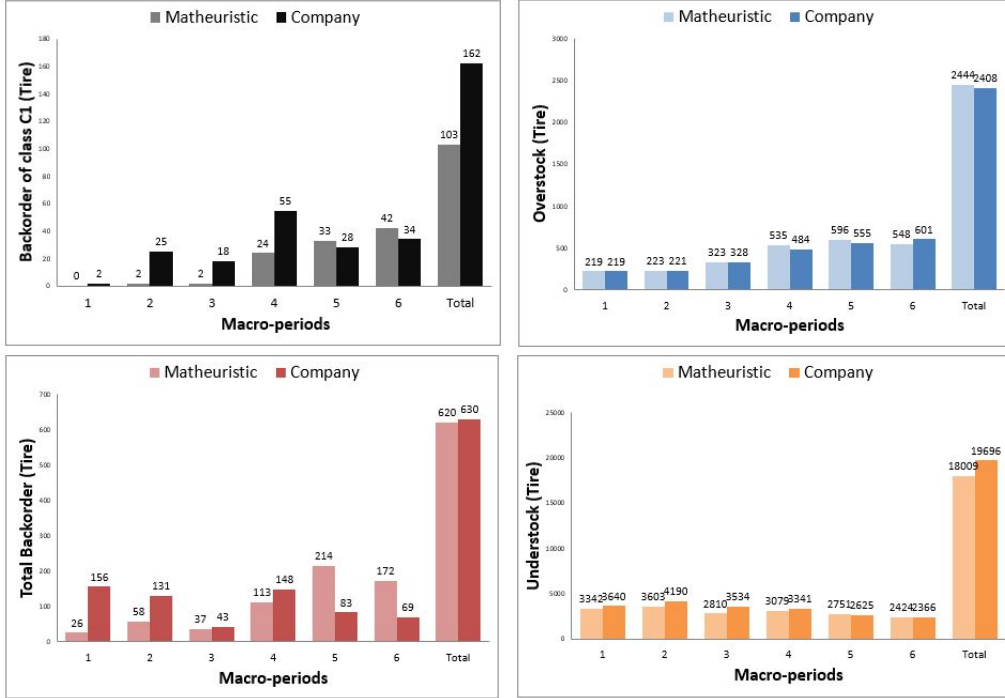 Matheuristic Company
Backorder of class C1 (Tire)
180
160
140
120
100
80
60
40
20
0
0 2 2 25 2 18 24 55 33 28 42 34 103 162
1 2 3 4 5 6 Total
Macro-periods
Matheuristic Company
Overstock (Tire)
3000
2500
2000
1500
1000
500
0
219 219 223 221 323 328 535 484 596 555 548 601 2444 2408
1 2 3 4 5 6 Total
Macro-periods
Matheuristic Company
Total Backorder (Tire)
700
600
500
400
300
200
100
0
26 156 58 131 37 43 113 148 214 83 172 69 620 630
1 2 3 4 5 6 Total
Macro-periods
Matheuristic Company
Understock (Tire)
25000
20000
15000
10000
5000
0
3342 3640 3603 4190 2810 3534 3079 3341 2751 2625 2424 2366 18009 19696
1 2 3 4 5 6 Total
Macro-periods